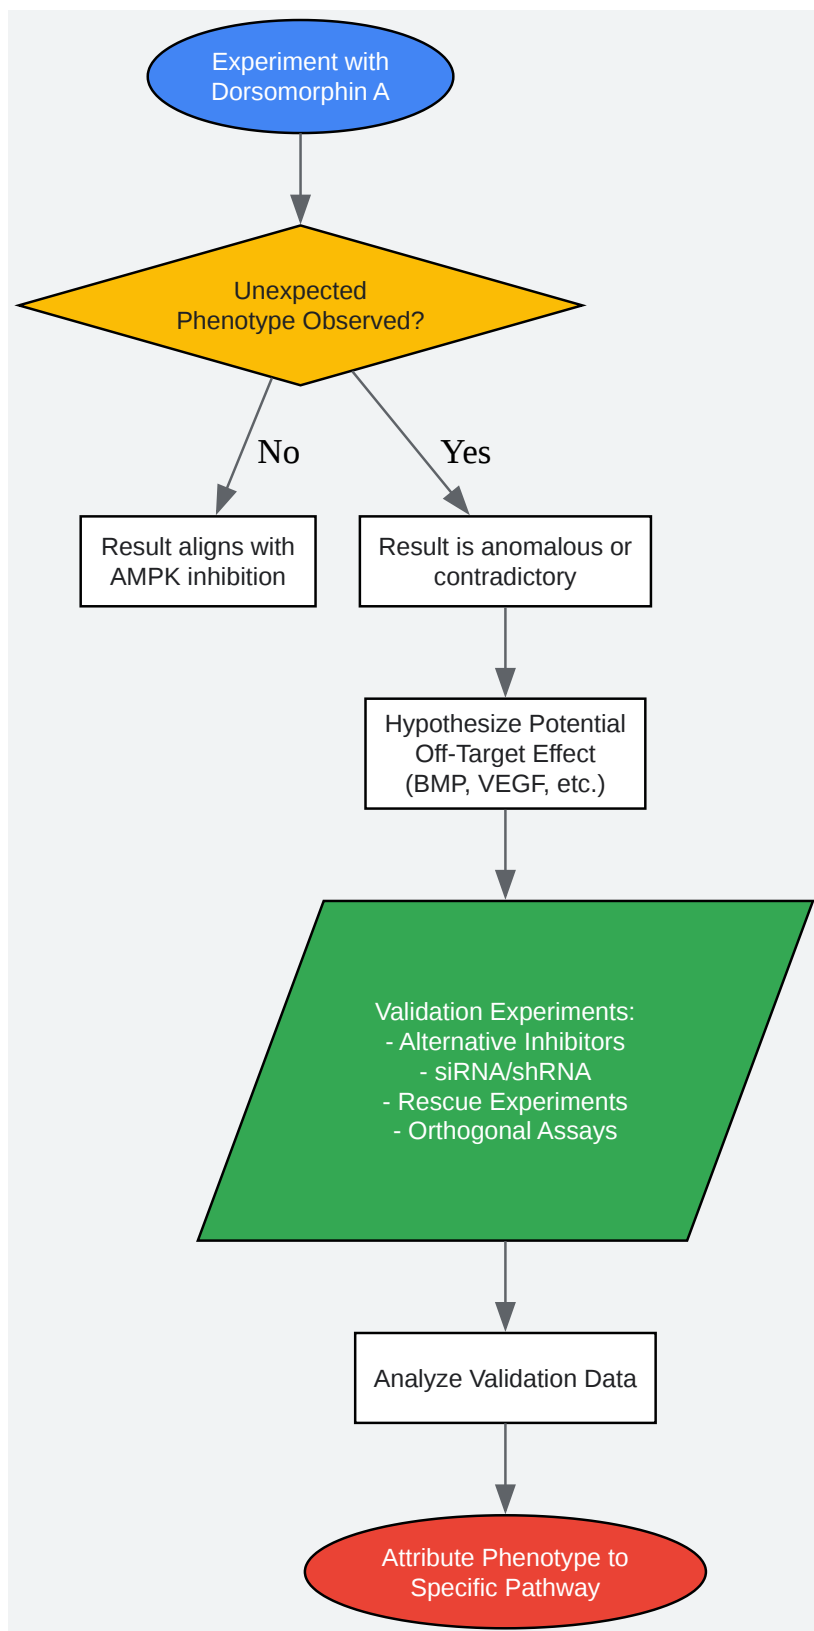 Experiment with
Dorsomorphin A
Unexpected
Phenotype Observed?
No
Yes
Result aligns with
AMPK inhibition
Result is anomalous or
contradictory
Hypothesize Potential
Off-Target Effect
(BMP, VEGF, etc.)
Validation Experiments:
- Alternative Inhibitors
- siRNA/shRNA
- Rescue Experiments
- Orthogonal Assays
Analyze Validation Data
Attribute Phenotype to
Specific Pathway